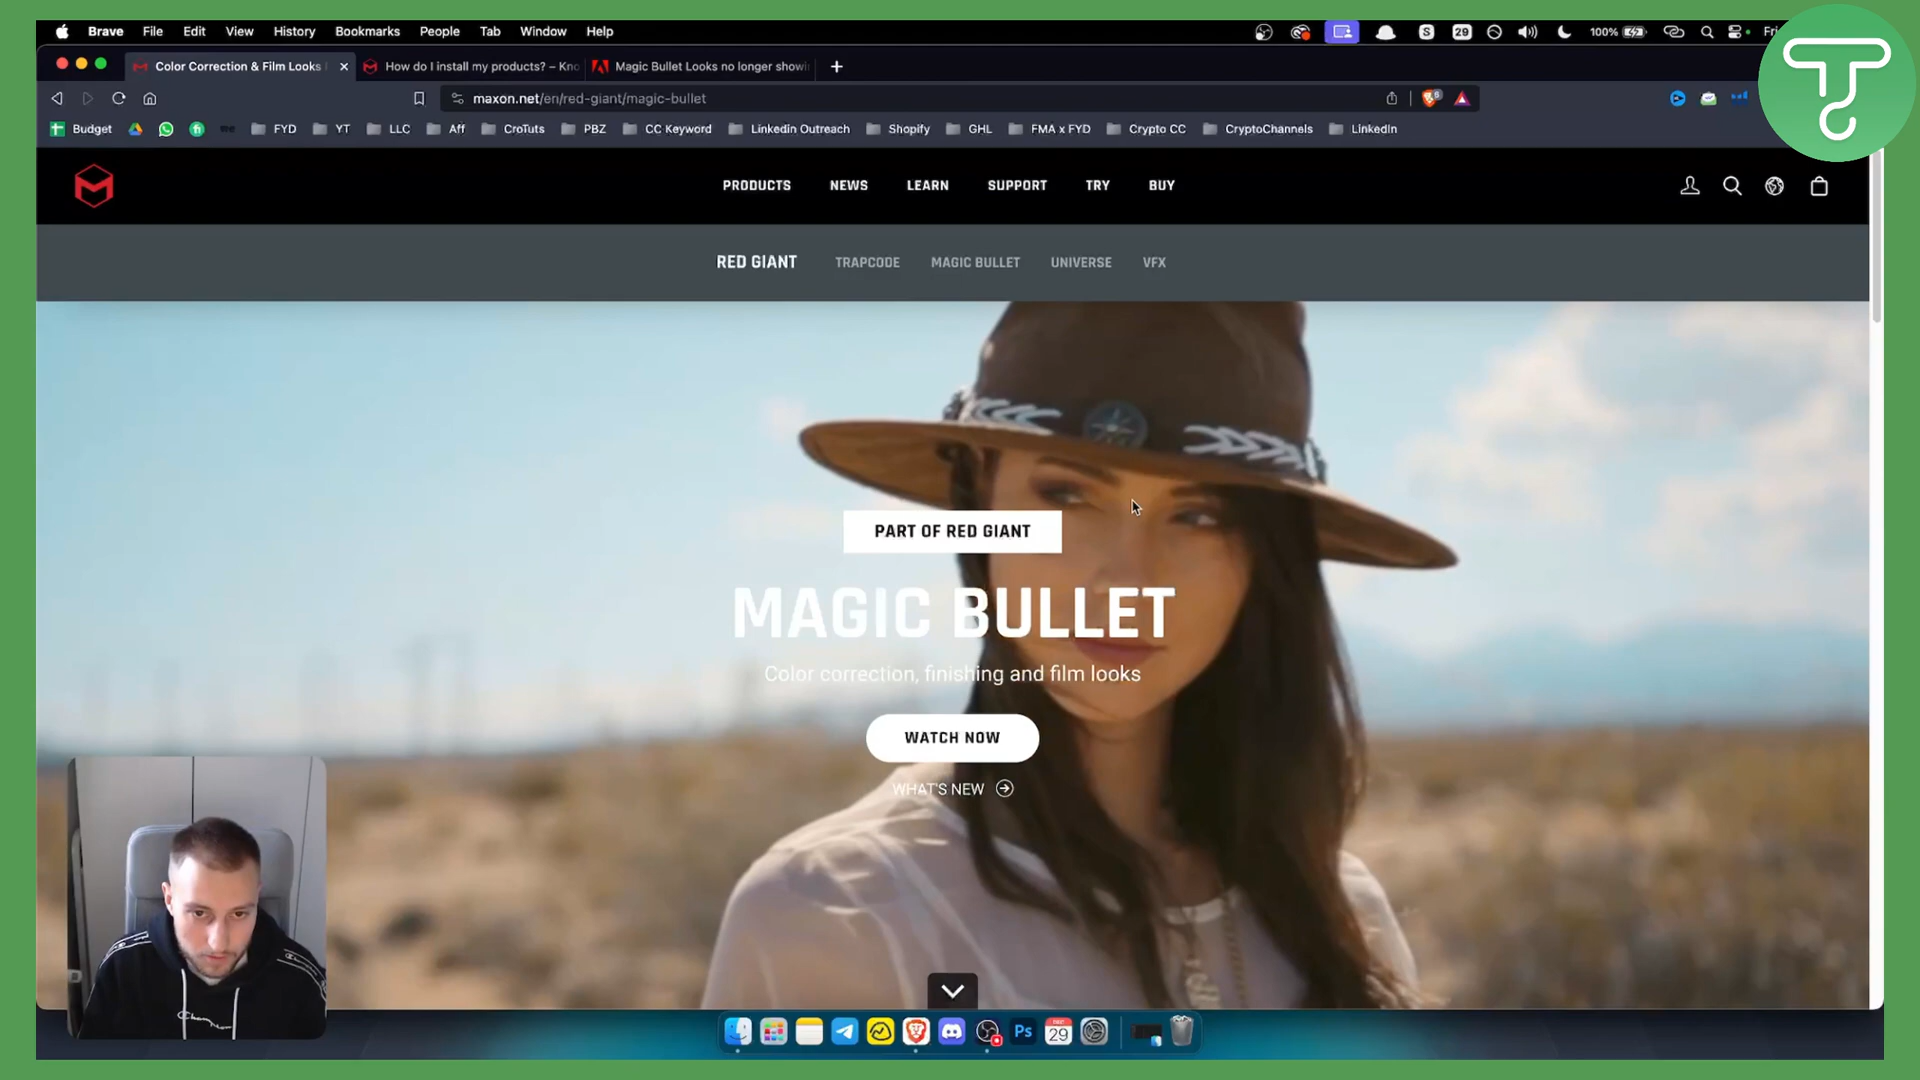 Brave File Edit View History Bookmarks People Tab Window Help 29 100% Fri
Color Correction & Film Looks How do I install my products? – Kno Magic Bullet Looks no longer showi
maxon.net/en/red-giant/magic-bullet
Budget me FYD YT LLC Aff CroTuts PBZ CC Keyword Linkedin Outreach Shopify GHL FMA x FYD Crypto CC CryptoChannels LinkedIn
PRODUCTS NEWS LEARN SUPPORT TRY BUY
RED GIANT TRAPCODE MAGIC BULLET UNIVERSE VFX
PART OF RED GIANT
MAGIC BULLET
Color correction, finishing and film looks
WATCH NOW
WHAT'S NEW
Ps 29